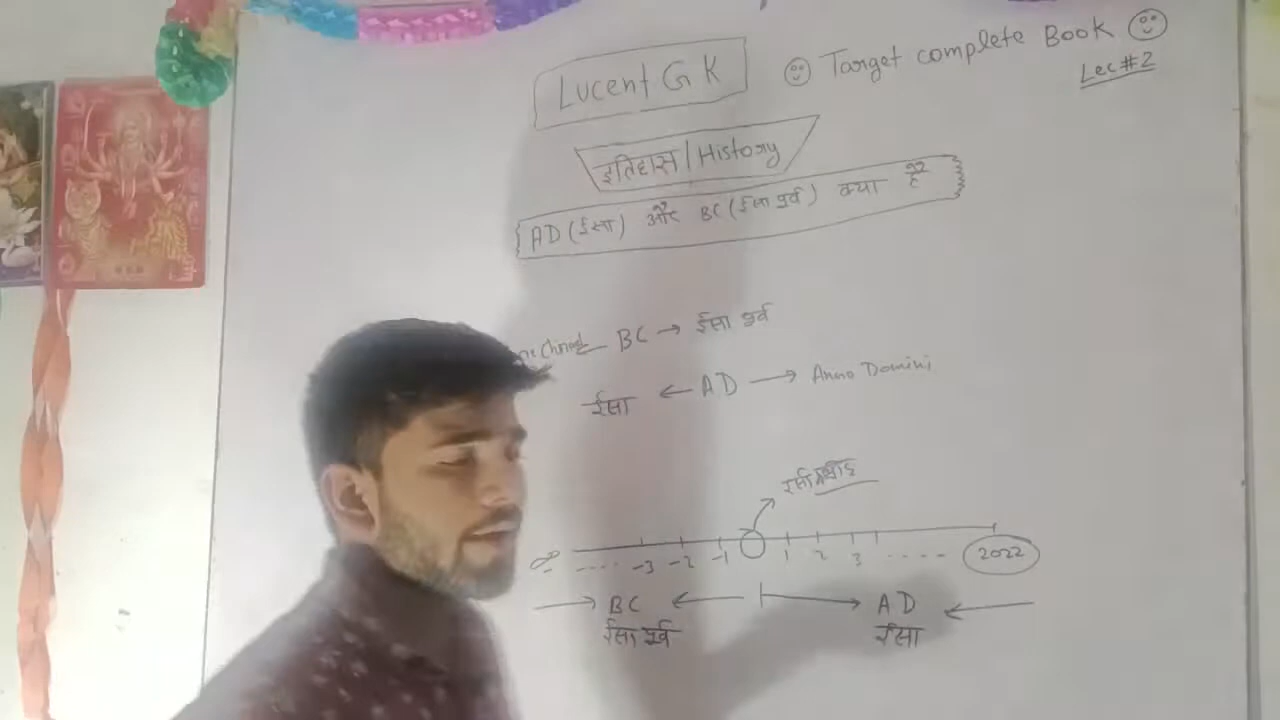 Lucent GK
Target complete Book
Lec#2
इतिहास/History
AD (ईसा) और BC (ईसा पूर्व) क्या है
BC → ईसा पूर्व
ईसा ← AD → Anno Domini
∞ - .... -3 -2 -1 1 2 3 ..... 2022
→ BC ← → AD ←
ईसा पूर्व ईसा